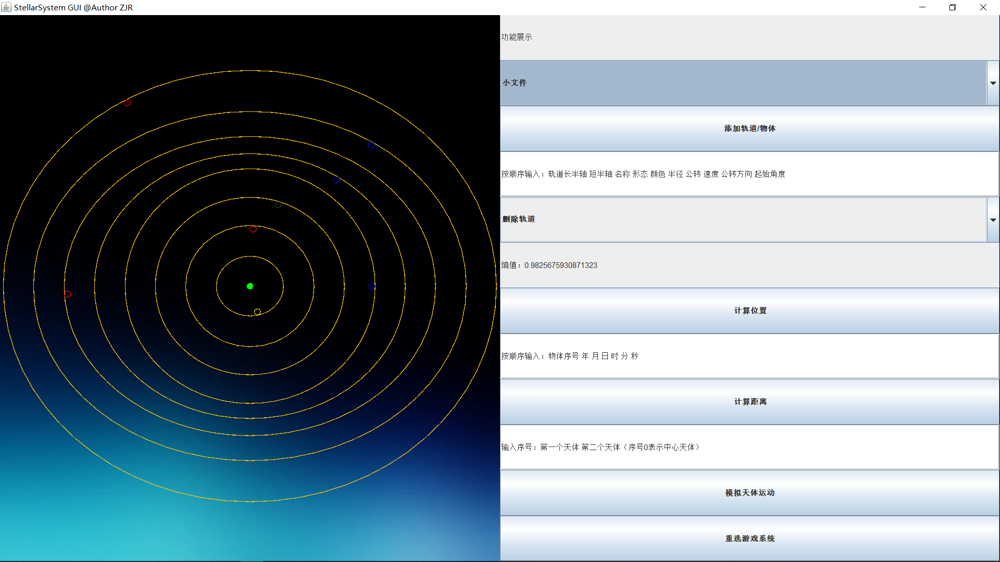 StellarSystem GUI @Author ZJR
功能展示
小文件
添加轨道/物体
按顺序输入：轨道长半轴 短半轴 名称 形态 颜色 半径 公转 速度 公转方向 起始角度
删除轨道
熵值：0.9825675930871323
计算位置
按顺序输入：物体序号 年 月 日 时 分 秒
计算距离
输入序号：第一个天体 第二个天体（序号0表示中心天体）
模拟天体运动
重选游戏系统